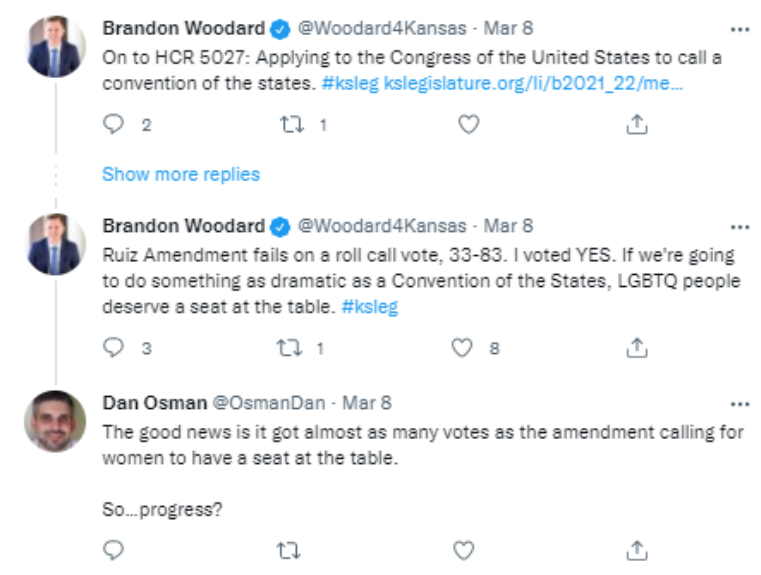 Brandon Woodard @Woodard4Kansas · Mar 8
On to HCR 5027: Applying to the Congress of the United States to call a
convention of the states. #ksleg kslegislature.org/li/b2021_22/me...
2 1
Show more replies
Brandon Woodard @Woodard4Kansas · Mar 8
Ruiz Amendment fails on a roll call vote, 33-83. I voted YES. If we're going
to do something as dramatic as a Convention of the States, LGBTQ people
deserve a seat at the table. #ksleg
3 1 8
Dan Osman @OsmanDan · Mar 8
The good news is it got almost as many votes as the amendment calling for
women to have a seat at the table.
So...progress?